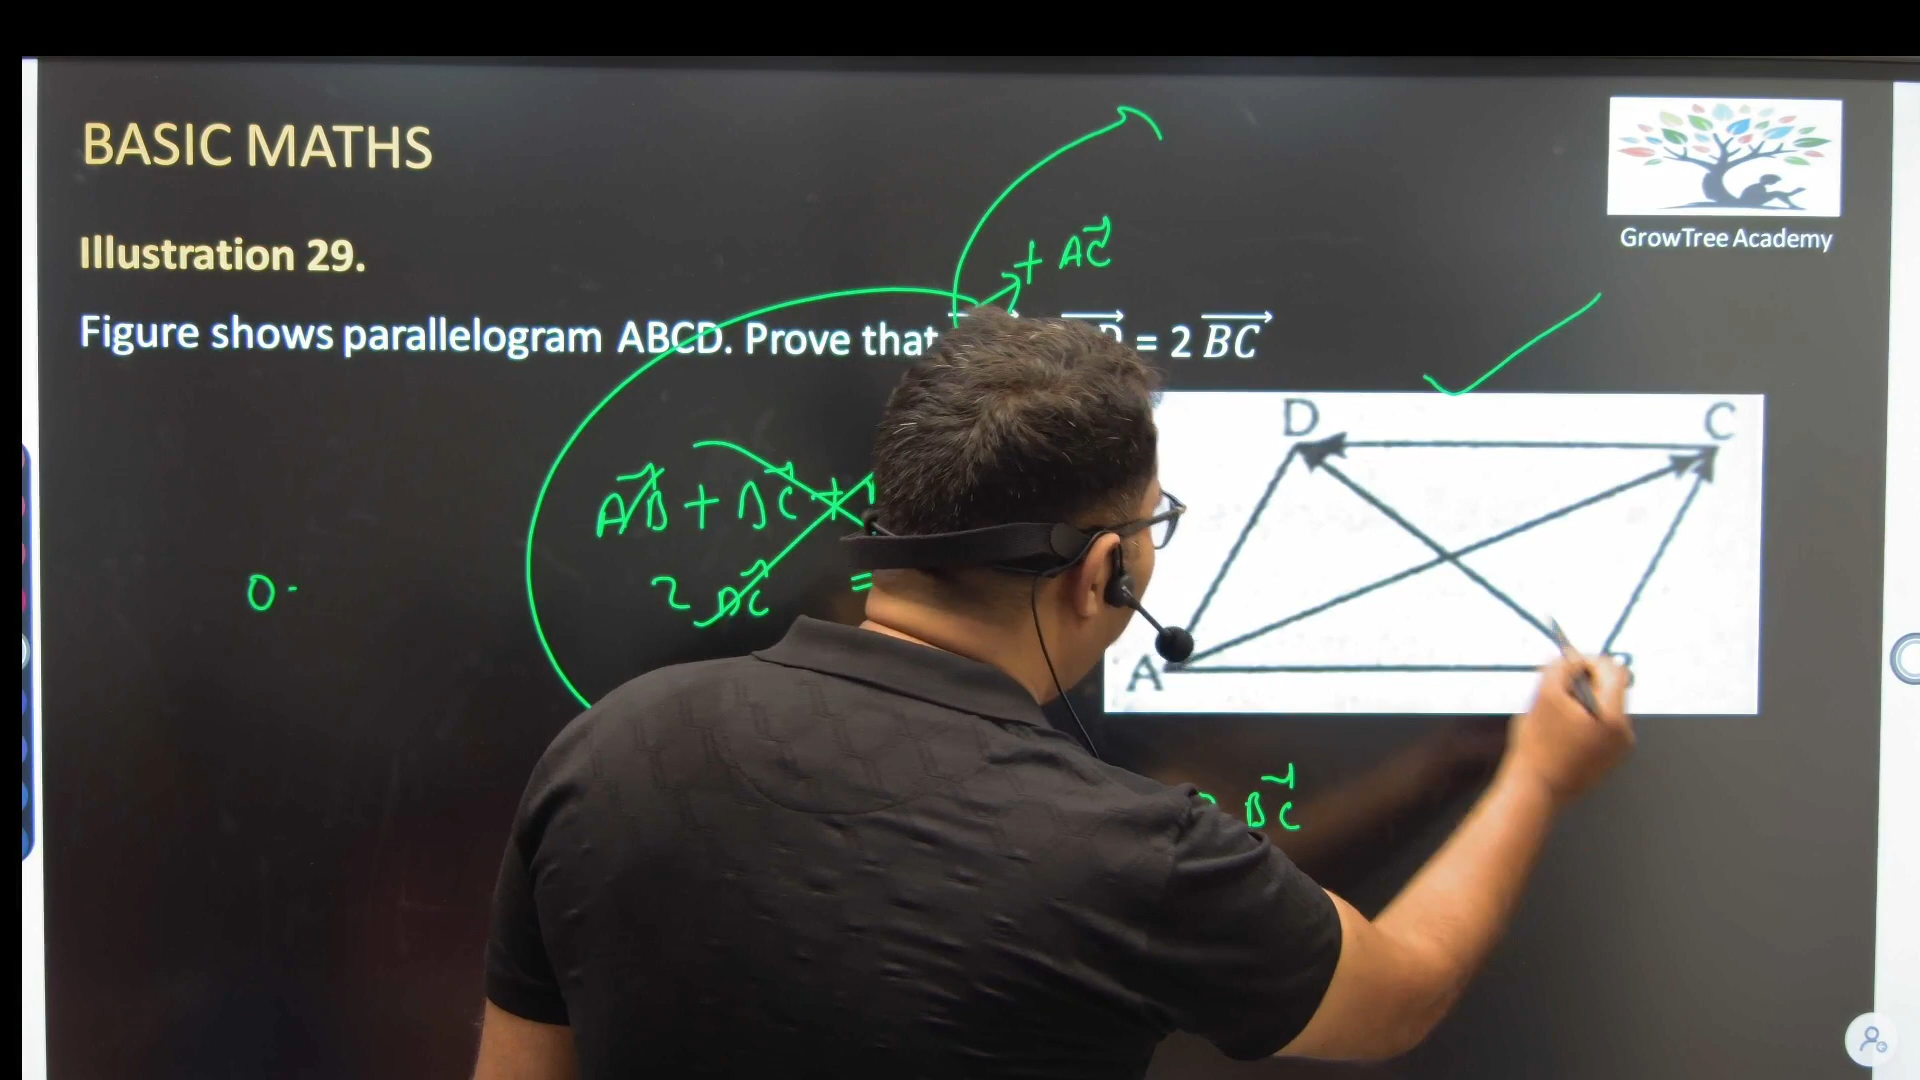 BASIC MATHS
GrowTree Academy
Illustration 29.
+ AC
Figure shows parallelogram ABCD. Prove that D = 2 BC
D C
AB + BC +
2 BC =
0 -
A B
BC